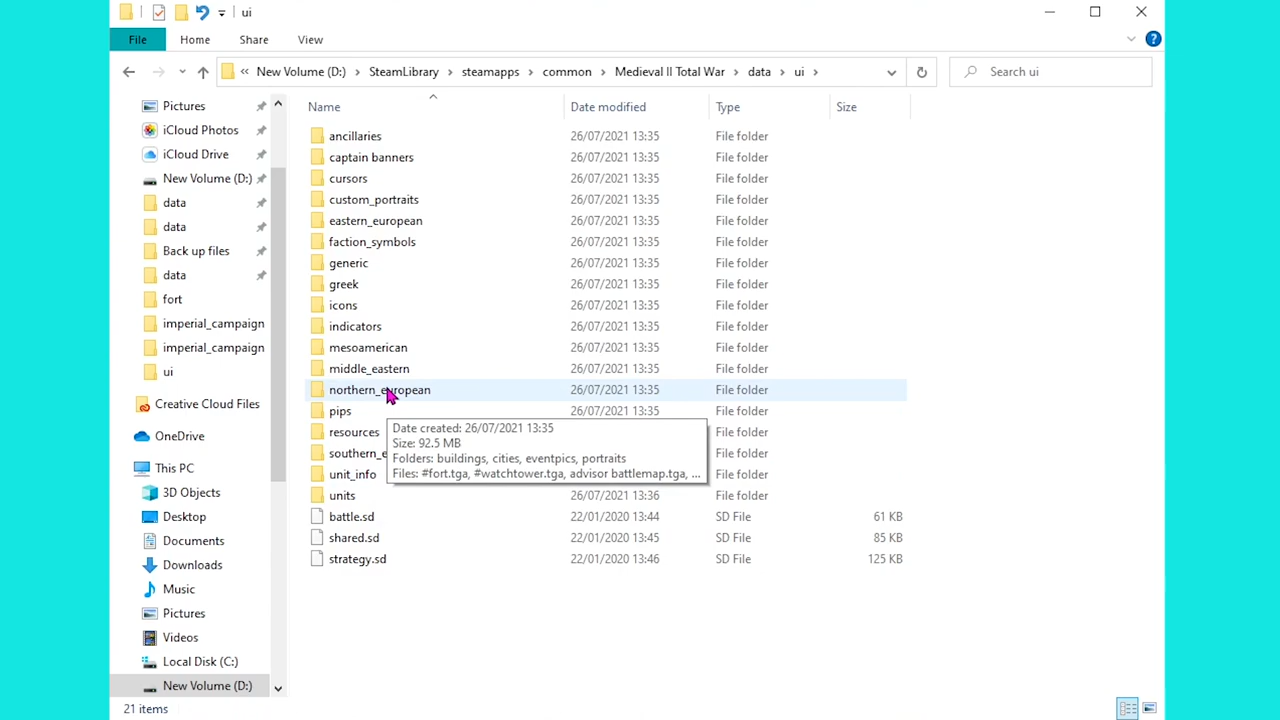 ui
File Home Share View
« New Volume (D:) › SteamLibrary › steamapps › common › Medieval II Total War › data › ui ›
Search ui
Pictures
iCloud Photos
iCloud Drive
New Volume (D:)
data
data
Back up files
data
fort
imperial_campaign
imperial_campaign
ui
Creative Cloud Files
OneDrive
This PC
3D Objects
Desktop
Documents
Downloads
Music
Pictures
Videos
Local Disk (C:)
New Volume (D:)
Name Date modified Type Size
ancillaries 26/07/2021 13:35 File folder
captain banners 26/07/2021 13:35 File folder
cursors 26/07/2021 13:35 File folder
custom_portraits 26/07/2021 13:35 File folder
eastern_european 26/07/2021 13:35 File folder
faction_symbols 26/07/2021 13:35 File folder
generic 26/07/2021 13:35 File folder
greek 26/07/2021 13:35 File folder
icons 26/07/2021 13:35 File folder
indicators 26/07/2021 13:35 File folder
mesoamerican 26/07/2021 13:35 File folder
middle_eastern 26/07/2021 13:35 File folder
northern_european 26/07/2021 13:35 File folder
pips 26/07/2021 13:35 File folder
resources File folder
southern_e File folder
unit_info File folder
units 26/07/2021 13:36 File folder
battle.sd 22/01/2020 13:44 SD File 61 KB
shared.sd 22/01/2020 13:45 SD File 85 KB
strategy.sd 22/01/2020 13:46 SD File 125 KB
Date created: 26/07/2021 13:35
Size: 92.5 MB
Folders: buildings, cities, eventpics, portraits
Files: #fort.tga, #watchtower.tga, advisor battlemap.tga, ...
21 items